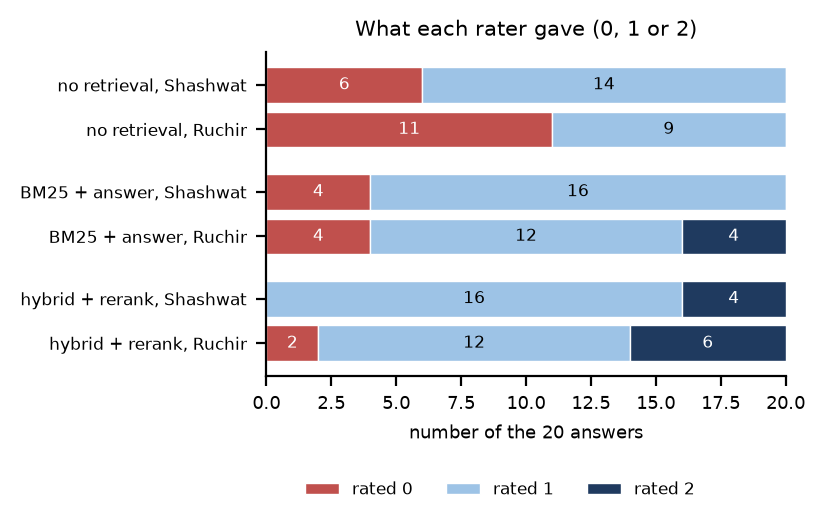 What each rater gave (0, 1 or 2)
no retrieval, Shashwat 6 14
no retrieval, Ruchir 11 9
BM25 + answer, Shashwat 4 16
BM25 + answer, Ruchir 4 12 4
hybrid + rerank, Shashwat 16 4
hybrid + rerank, Ruchir 2 12 6
0.0 2.5 5.0 7.5 10.0 12.5 15.0 17.5 20.0
number of the 20 answers
rated 0 rated 1 rated 2